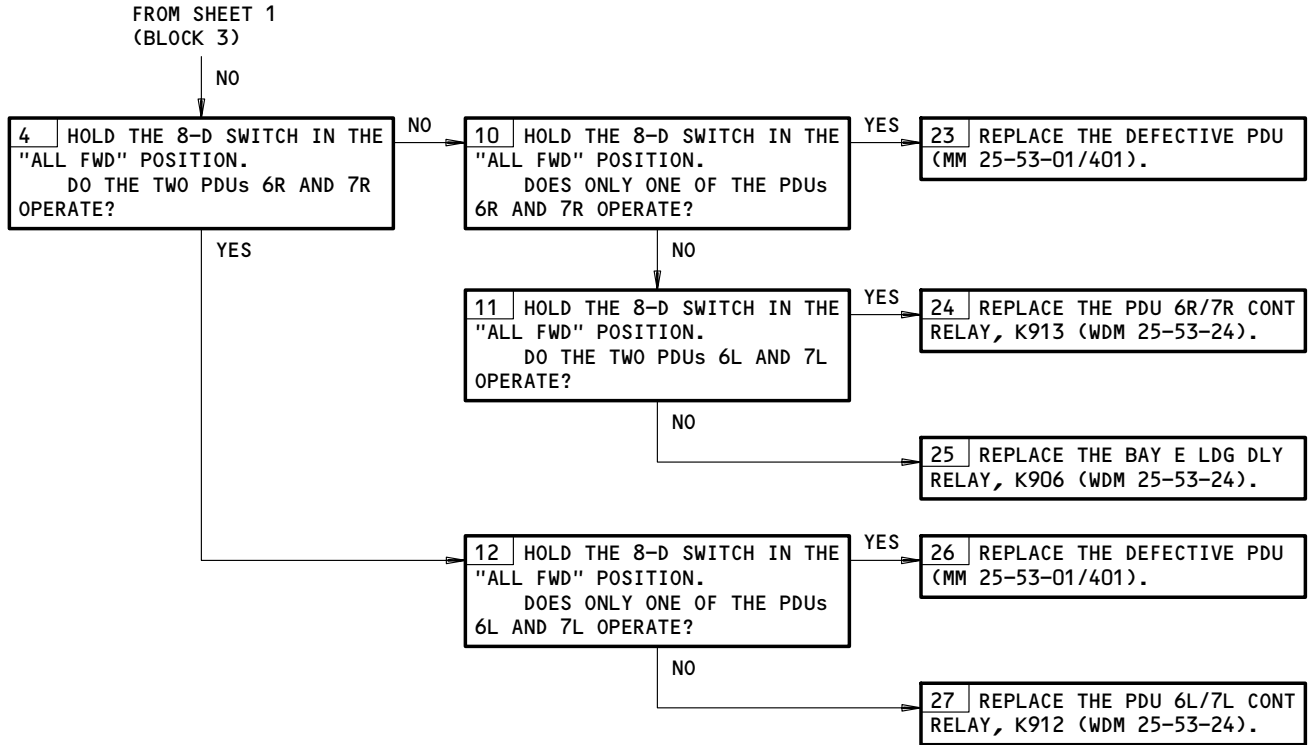 FROM SHEET 1
(BLOCK 3)
NO
4 HOLD THE 8-D SWITCH IN THE
"ALL FWD" POSITION.
DO THE TWO PDUs 6R AND 7R
OPERATE?
NO
YES
10 HOLD THE 8-D SWITCH IN THE
"ALL FWD" POSITION.
DOES ONLY ONE OF THE PDUs
6R AND 7R OPERATE?
YES
NO
23 REPLACE THE DEFECTIVE PDU
(MM 25-53-01/401).
11 HOLD THE 8-D SWITCH IN THE
"ALL FWD" POSITION.
DO THE TWO PDUs 6L AND 7L
OPERATE?
YES
NO
24 REPLACE THE PDU 6R/7R CONT
RELAY, K913 (WDM 25-53-24).
25 REPLACE THE BAY E LDG DLY
RELAY, K906 (WDM 25-53-24).
12 HOLD THE 8-D SWITCH IN THE
"ALL FWD" POSITION.
DOES ONLY ONE OF THE PDUs
6L AND 7L OPERATE?
YES
NO
26 REPLACE THE DEFECTIVE PDU
(MM 25-53-01/401).
27 REPLACE THE PDU 6L/7L CONT
RELAY, K912 (WDM 25-53-24).